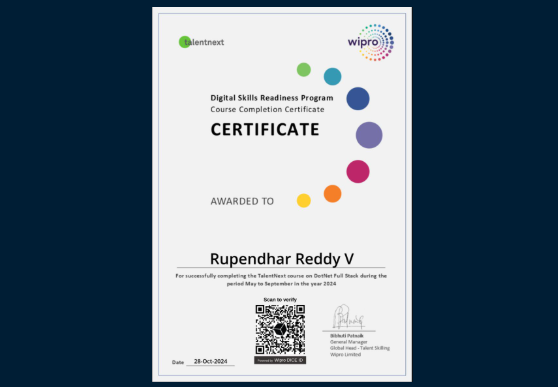 talentnext
wipro
Digital Skills Readiness Program
Course Completion Certificate
CERTIFICATE
AWARDED TO
Rupendhar Reddy V
For successfully completing the TalentNext course on DotNet Full Stack during the
period May to September in the year 2024
Scan to verify
Powered by Wipro DICE ID
Bibhuti Patnaik
General Manager
Global Head - Talent Skilling
Wipro Limited
Date 28-Oct-2024